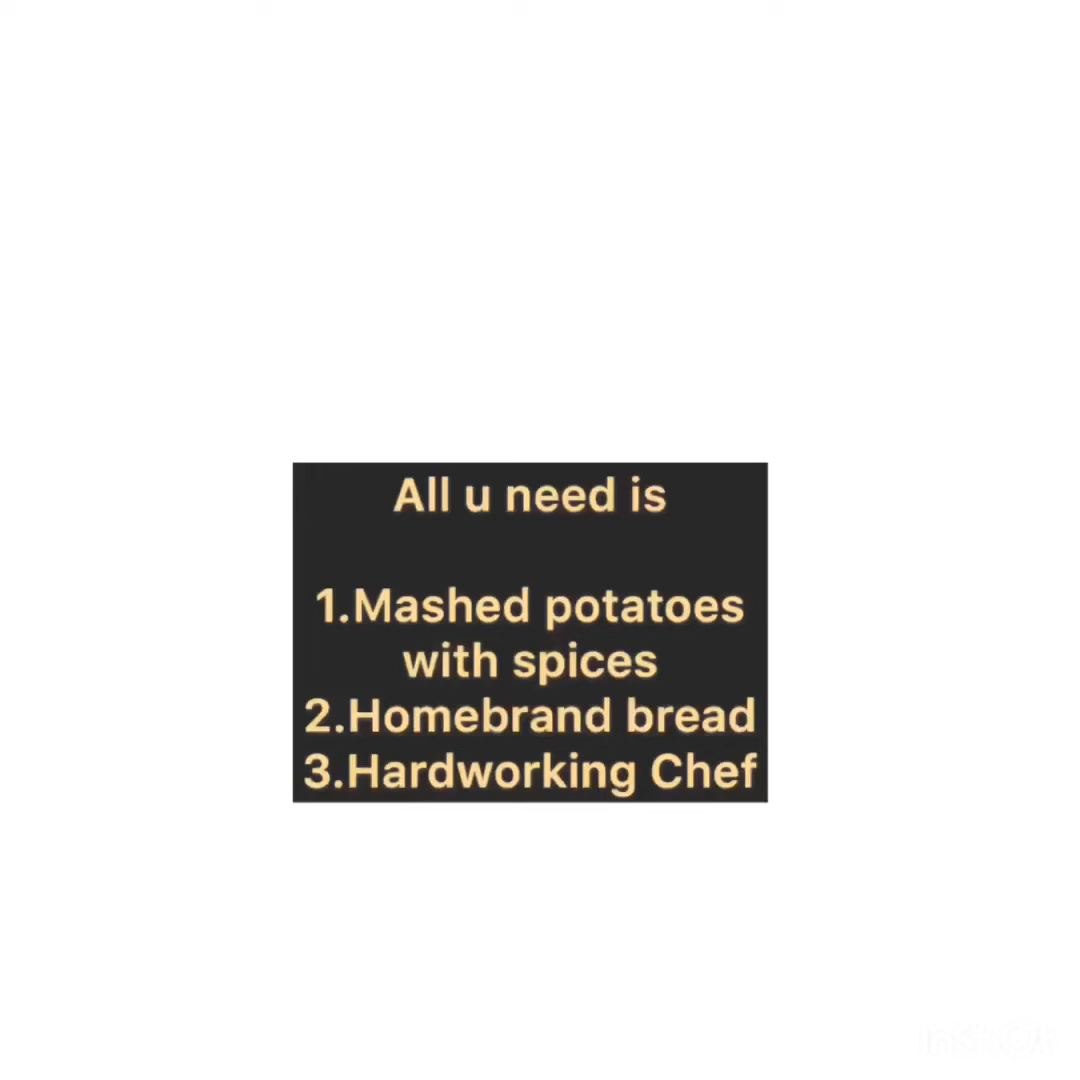 All u need is
1.Mashed potatoes
with spices
2.Homebrand bread
3.Hardworking Chef